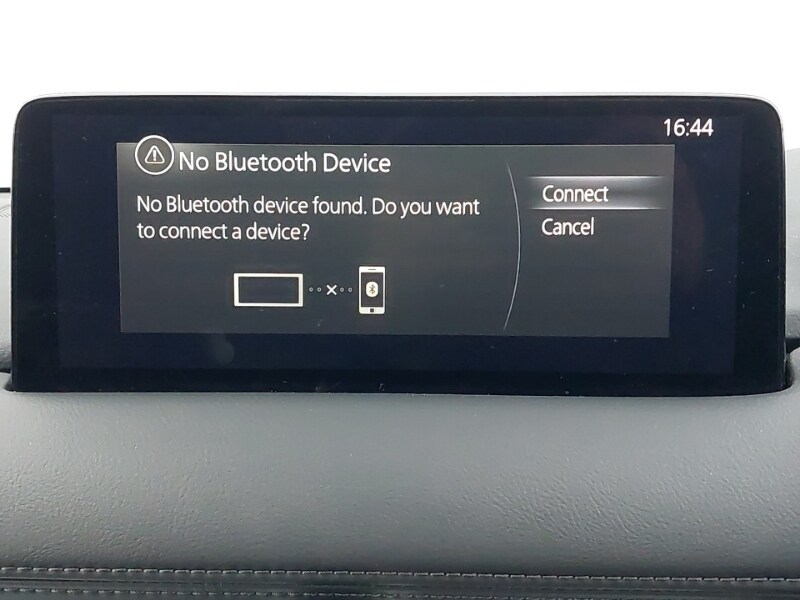 16:44
No Bluetooth Device
No Bluetooth device found. Do you want
to connect a device?
Connect
Cancel